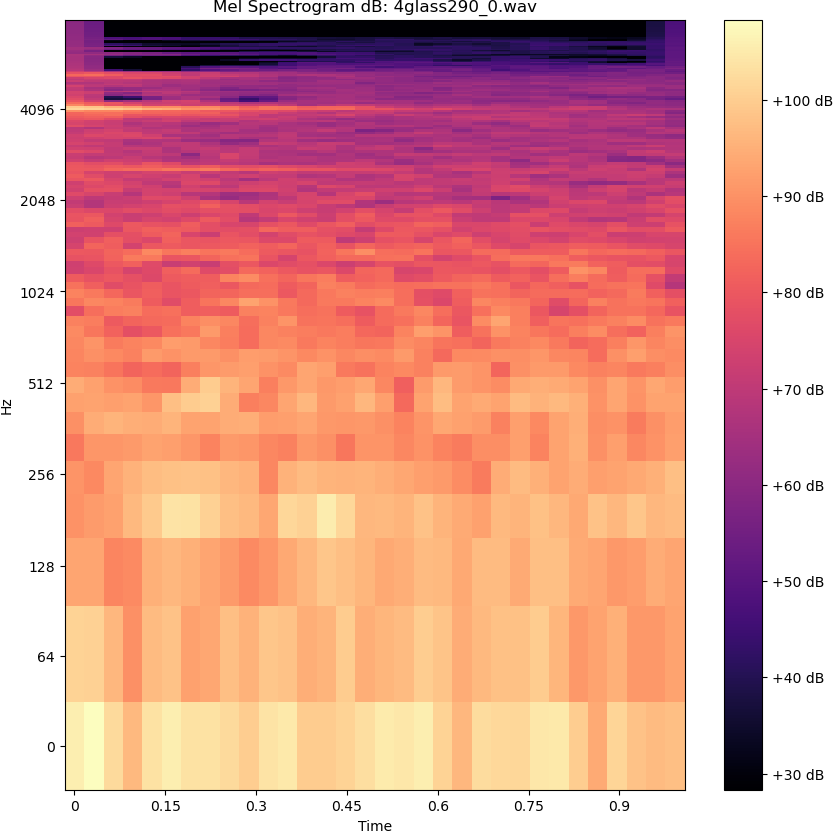 Mel Spectrogram dB: 4glass290_0.wav
+100 dB
4096
+90 dB
2048
+80 dB
1024
+70 dB
512
Hz
256
+60 dB
128
+50 dB
64
+40 dB
0
+30 dB
0 0.15 0.3 0.45 0.6 0.75 0.9
Time